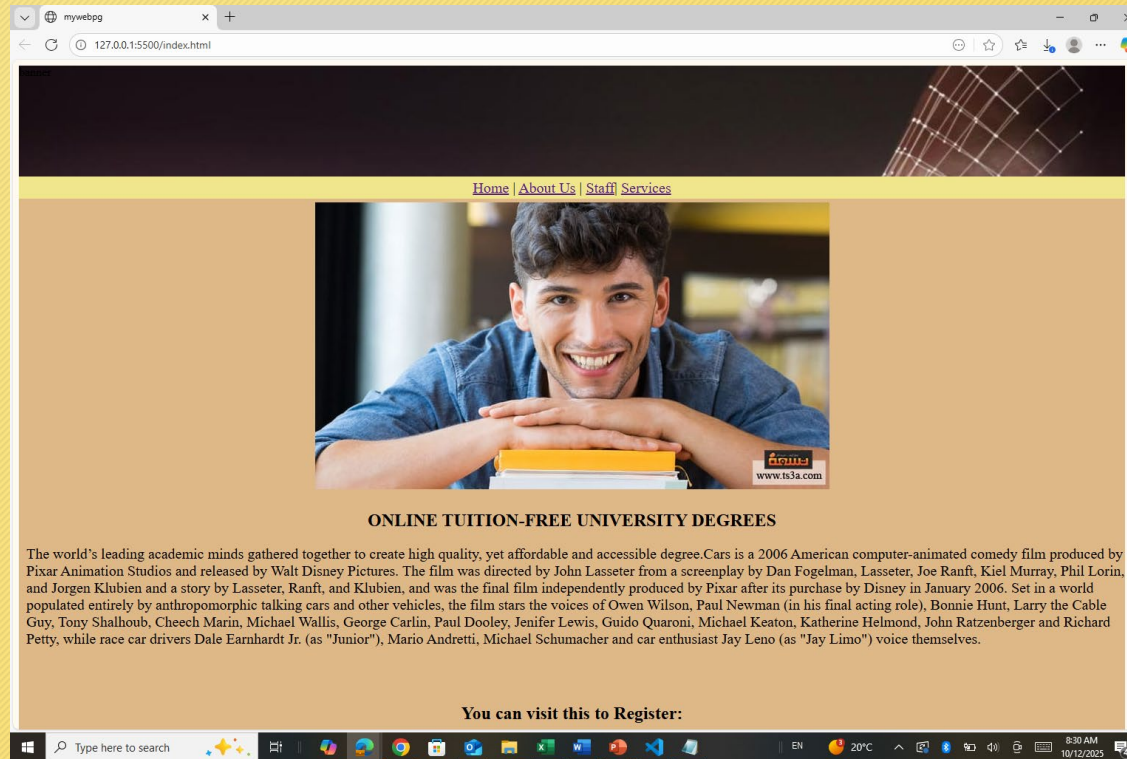 mywebpg
127.0.0.1:5500/index.html
Home | About Us | Staff| Services
تسعة
www.ts3a.com
ONLINE TUITION-FREE UNIVERSITY DEGREES
The world’s leading academic minds gathered together to create high quality, yet affordable and accessible degree.Cars is a 2006 American computer-animated comedy film produced by
Pixar Animation Studios and released by Walt Disney Pictures. The film was directed by John Lasseter from a screenplay by Dan Fogelman, Lasseter, Joe Ranft, Kiel Murray, Phil Lorin,
and Jorgen Klubien and a story by Lasseter, Ranft, and Klubien, and was the final film independently produced by Pixar after its purchase by Disney in January 2006. Set in a world
populated entirely by anthropomorphic talking cars and other vehicles, the film stars the voices of Owen Wilson, Paul Newman (in his final acting role), Bonnie Hunt, Larry the Cable
Guy, Tony Shalhoub, Cheech Marin, Michael Wallis, George Carlin, Paul Dooley, Jenifer Lewis, Guido Quaroni, Michael Keaton, Katherine Helmond, John Ratzenberger and Richard
Petty, while race car drivers Dale Earnhardt Jr. (as "Junior"), Mario Andretti, Michael Schumacher and car enthusiast Jay Leno (as "Jay Limo") voice themselves.
You can visit this to Register:
Type here to search
EN
20°C
8:30 AM
10/12/2025